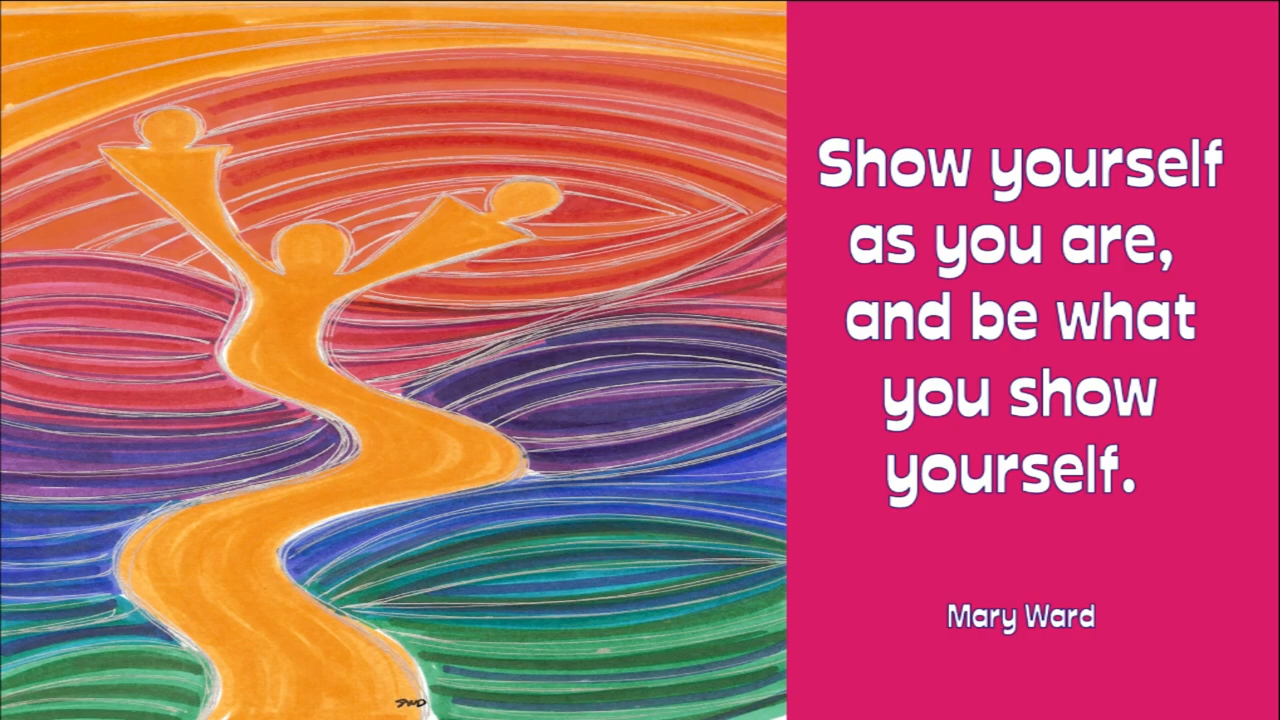 Show yourself
as you are,
and be what
you show
yourself.
Mary Ward